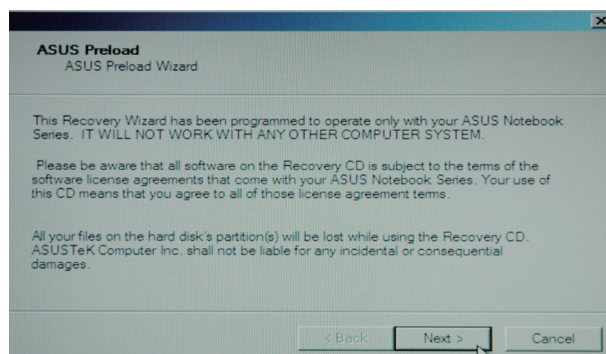 ASUS Preload
ASUS Preload Wizard
This Recovery Wizard has been programmed to operate only with your ASUS Notebook
Series. IT WILL NOT WORK WITH ANY OTHER COMPUTER SYSTEM.
Please be aware that all software on the Recovery CD is subject to the terms of the
software license agreements that come with your ASUS Notebook Series. Your use of
this CD means that you agree to all of those license agreement terms.
All your files on the hard disk's partition(s) will be lost while using the Recovery CD.
ASUSTeK Computer Inc. shall not be liable for any incidental or consequential
damages.
< Back Next > Cancel